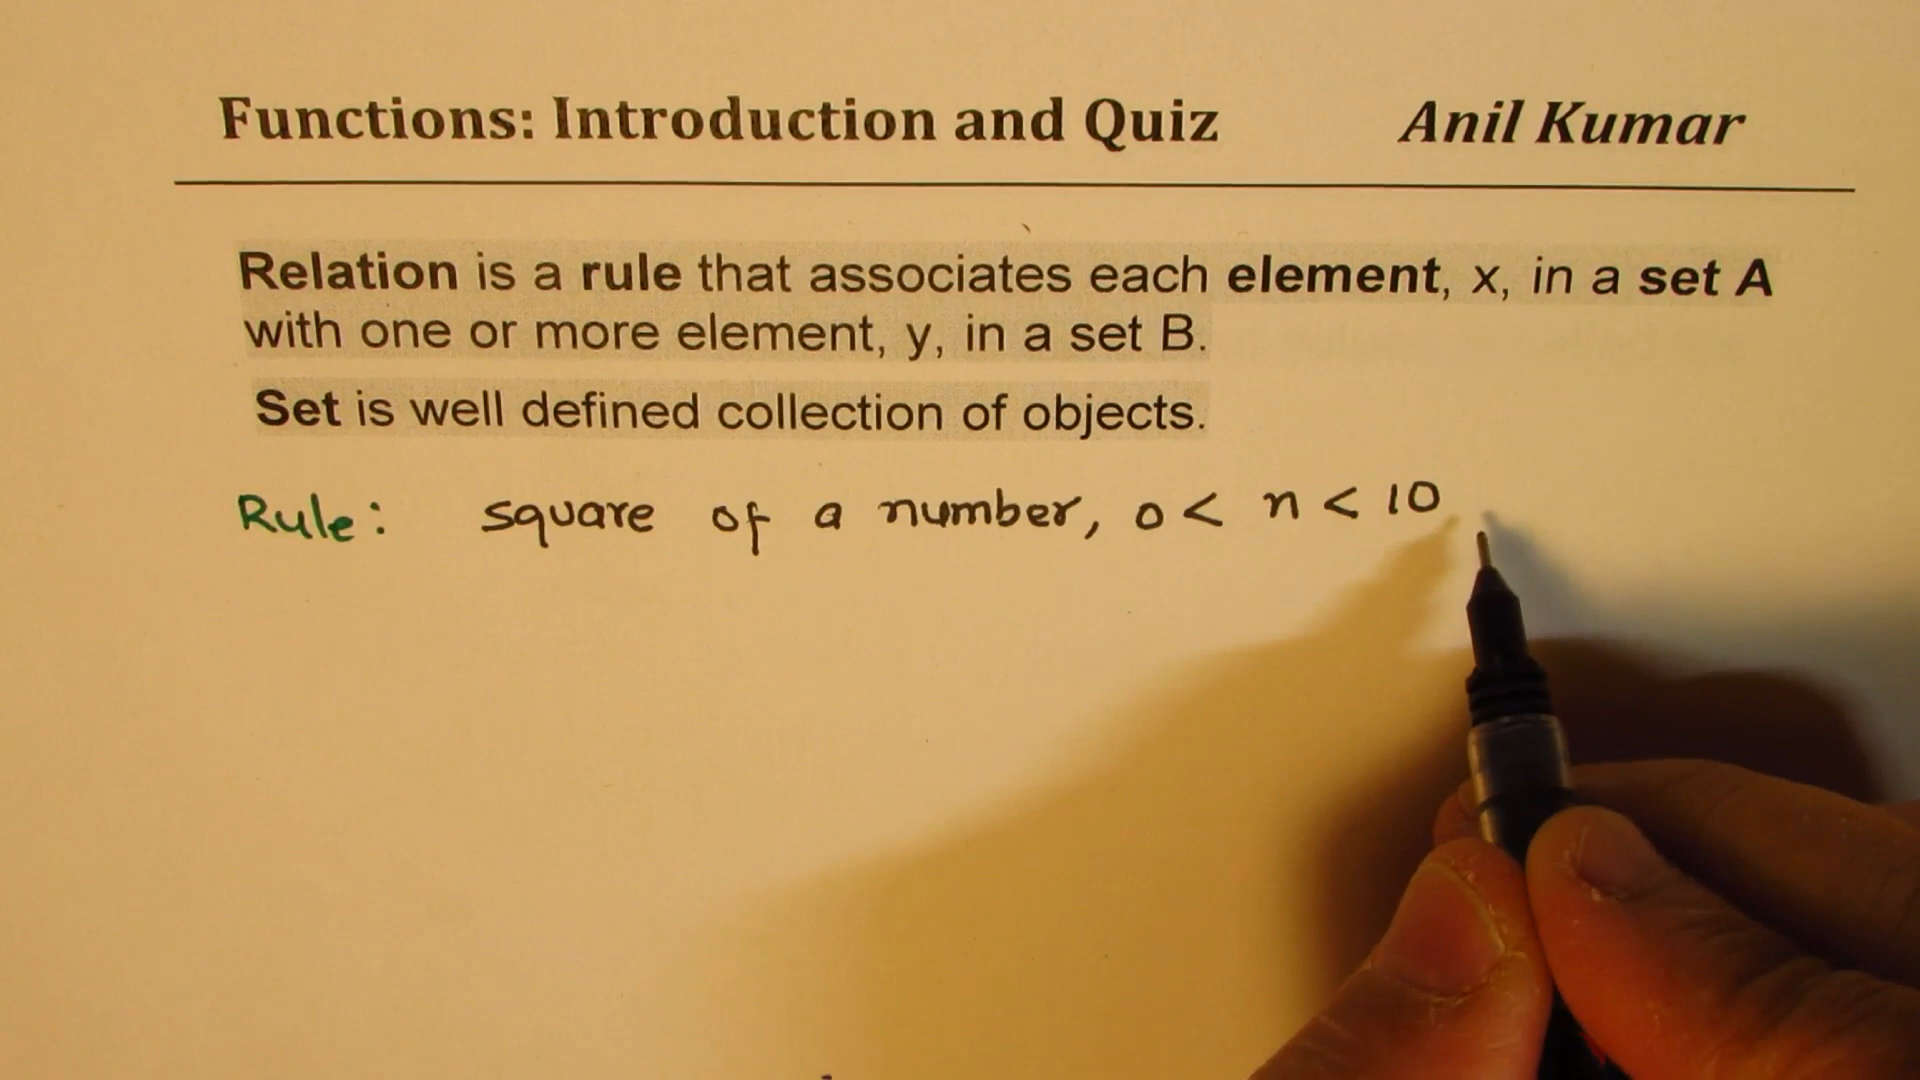 Functions: Introduction and Quiz Anil Kumar
Relation is a rule that associates each element, x, in a set A
with one or more element, y, in a set B.
Set is well defined collection of objects.
Rule: square of a number, 0 < n < 10